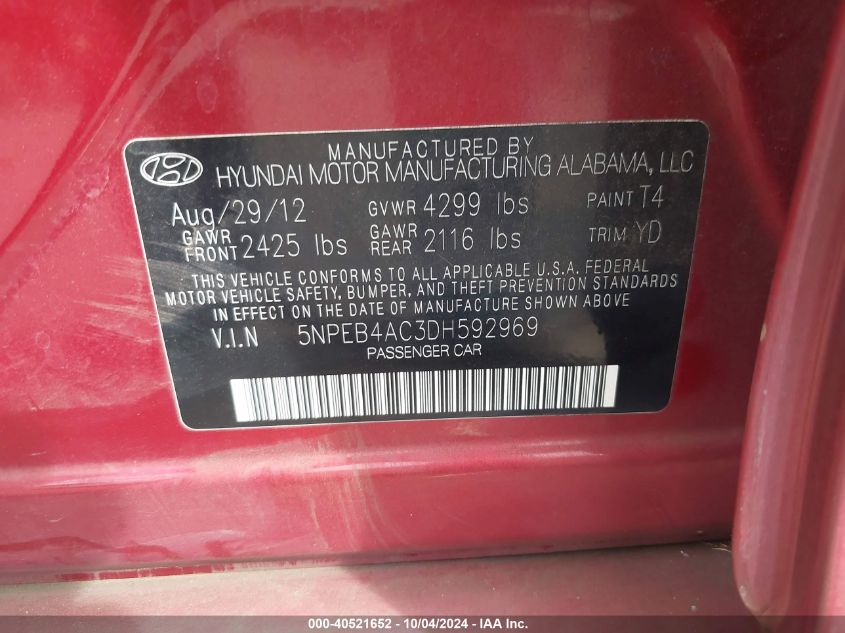 MANUFACTURED BY
HYUNDAI MOTOR MANUFACTURING ALABAMA, LLC
Aug/29/12 GVWR 4299 lbs PAINT T4
GAWR FRONT 2425 lbs GAWR REAR 2116 lbs TRIM YD
THIS VEHICLE CONFORMS TO ALL APPLICABLE U.S.A. FEDERAL
MOTOR VEHICLE SAFETY, BUMPER, AND THEFT PREVENTION STANDARDS
IN EFFECT ON THE DATE OF MANUFACTURE SHOWN ABOVE
V.I.N 5NPEB4AC3DH592969
PASSENGER CAR
000-40521652 - 10/04/2024 - IAA Inc.